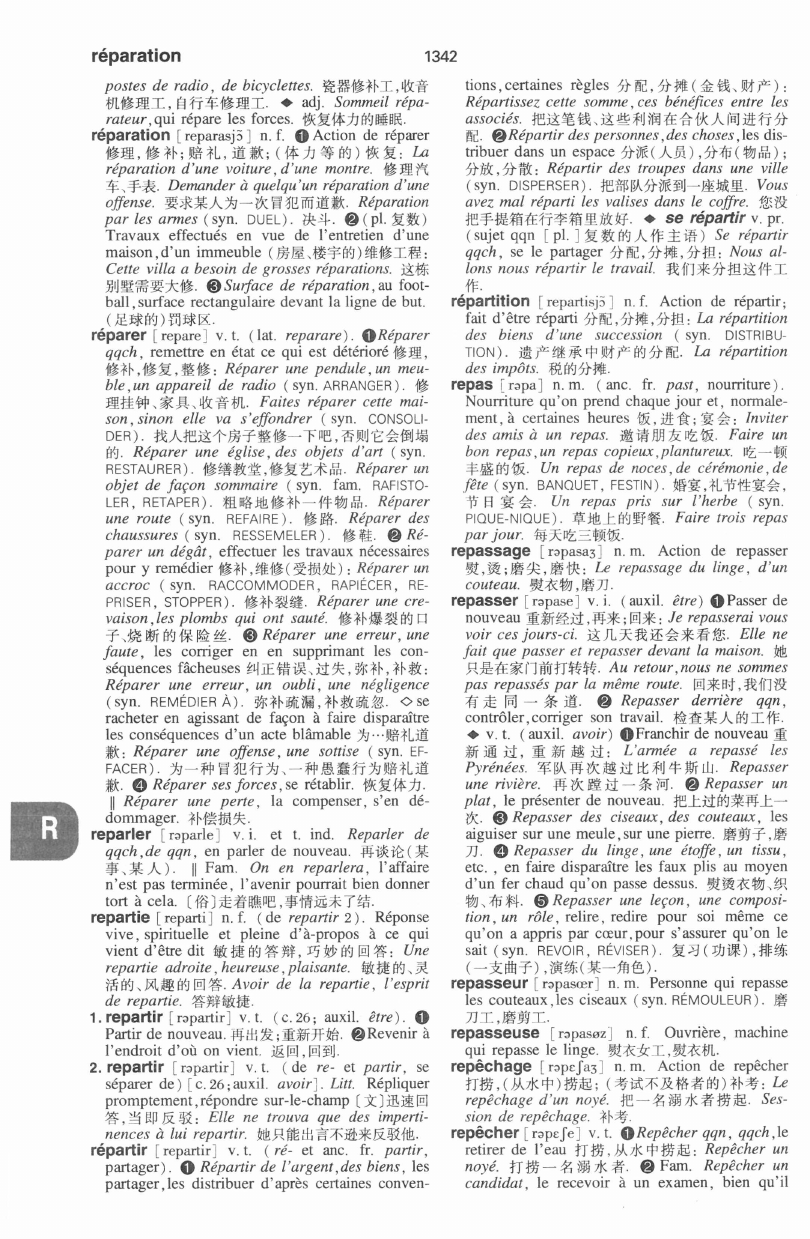 réparation
1342
postes de radio, de bicyclettes. 瓷器修补工,收音
机修理工,自行车修理工. ◆ adj. Sommeil répa-
rateur, qui répare les forces. 恢复体力的睡眠.
réparation [reparasjɔ̃] n. f. ❶ Action de réparer
修理,修补;赔礼,道歉;(体力等的)恢复: La
réparation d'une voiture, d'une montre. 修理汽
车、手表. Demander à quelqu'un réparation d'une
offense. 要求某人为一次冒犯而道歉. Réparation
par les armes (syn. DUEL). 决斗. ❷ (pl. 复数)
Travaux effectués en vue de l'entretien d'une
maison, d'un immeuble (房屋、楼宇的)维修工程:
Cette villa a besoin de grosses réparations. 这栋
别墅需要大修. ❸ Surface de réparation, au foot-
ball, surface rectangulaire devant la ligne de but.
(足球的)罚球区.
réparer [repare] v. t. (lat. reparare). ❶ Réparer
qqch, remettre en état ce qui est détérioré 修理,
修补,修复,整修: Réparer une pendule, un meu-
ble, un appareil de radio (syn. ARRANGER). 修
理挂钟、家具、收音机. Faites réparer cette mai-
son, sinon elle va s'effondrer (syn. CONSOLI-
DER). 找人把这个房子整修一下吧,否则它会倒塌
的. Réparer une église, des objets d'art (syn.
RESTAURER). 修缮教堂,修复艺术品. Réparer un
objet de façon sommaire (syn. fam. RAFISTO-
LER, RETAPER). 粗略地修补一件物品. Réparer
une route (syn. REFAIRE). 修路. Réparer des
chaussures (syn. RESSEMELER). 修鞋. ❷ Ré-
parer un dégât, effectuer les travaux nécessaires
pour y remédier 修补,维修(受损处): Réparer un
accroc (syn. RACCOMMODER, RAPIÉCER, RE-
PRISER, STOPPER). 修补裂缝. Réparer une cre-
vaison, les plombs qui ont sauté. 修补爆裂的口
子、烧断的保险丝. ❸ Réparer une erreur, une
faute, les corriger en en supprimant les con-
séquences fâcheuses 纠正错误、过失,弥补,补救:
Réparer une erreur, un oubli, une négligence
(syn. REMÉDIER À). 弥补疏漏,补救疏忽. ◇ se
racheter en agissant de façon à faire disparaître
les conséquences d'un acte blâmable 为…赔礼道
歉: Réparer une offense, une sottise (syn. EF-
FACER). 为一种冒犯行为、一种愚蠢行为赔礼道
歉. ❹ Réparer ses forces, se rétablir. 恢复体力.
‖ Réparer une perte, la compenser, s'en dé-
dommager. 补偿损失.
reparler [rəparle] v. i. et t. ind. Reparler de
qqch, de qqn, en parler de nouveau. 再谈论(某
事、某人). ‖ Fam. On en reparlera, l'affaire
n'est pas terminée, l'avenir pourrait bien donner
tort à cela. 〔俗〕走着瞧吧,事情远未了结.
repartie [reparti] n. f. (de repartir 2). Réponse
vive, spirituelle et pleine d'à-propos à ce qui
vient d'être dit 敏捷的答辩,巧妙的回答: Une
repartie adroite, heureuse, plaisante. 敏捷的、灵
活的、风趣的回答. Avoir de la repartie, l'esprit
de repartie. 答辩敏捷.
1. repartir [rəpartir] v. t. (c. 26; auxil. être). ❶
Partir de nouveau. 再出发;重新开始. ❷ Revenir à
l'endroit d'où on vient. 返回,回到.
2. repartir [rəpartir] v. t. (de re- et partir, se
séparer de) [c. 26; auxil. avoir]. Litt. Répliquer
promptement, répondre sur-le-champ 〔文〕迅速回
答,当即反驳: Elle ne trouva que des imperti-
nences à lui repartir. 她只能出言不逊来反驳他.
répartir [repartir] v. t. (ré- et anc. fr. partir,
partager). ❶ Répartir de l'argent, des biens, les
partager, les distribuer d'après certaines conven-
tions, certaines règles 分配,分摊(金钱、财产):
Répartissez cette somme, ces bénéfices entre les
associés. 把这笔钱、这些利润在合伙人间进行分
配. ❷ Répartir des personnes, des choses, les dis-
tribuer dans un espace 分派(人员),分布(物品);
分放,分散: Répartir des troupes dans une ville
(syn. DISPERSER). 把部队分派到一座城里. Vous
avez mal réparti les valises dans le coffre. 您没
把手提箱在行李箱里放好. ◆ se répartir v. pr.
(sujet qqn [pl.] 复数的人作主语) Se répartir
qqch, se le partager 分配,分摊,分担: Nous al-
lons nous répartir le travail. 我们来分担这件工
作.
répartition [repartisjɔ̃] n. f. Action de répartir;
fait d'être réparti 分配,分摊,分担: La répartition
des biens d'une succession (syn. DISTRIBU-
TION). 遗产继承中财产的分配. La répartition
des impôts. 税的分摊.
repas [rəpa] n. m. (anc. fr. past, nourriture).
Nourriture qu'on prend chaque jour et, normale-
ment, à certaines heures 饭,进食;宴会: Inviter
des amis à un repas. 邀请朋友吃饭. Faire un
bon repas, un repas copieux, plantureux. 吃一顿
丰盛的饭. Un repas de noces, de cérémonie, de
fête (syn. BANQUET, FESTIN). 婚宴,礼节性宴会,
节日宴会. Un repas pris sur l'herbe (syn.
PIQUE-NIQUE). 草地上的野餐. Faire trois repas
par jour. 每天吃三顿饭.
repassage [rəpasaʒ] n. m. Action de repasser
熨,烫;磨尖,磨快: Le repassage du linge, d'un
couteau. 熨衣物,磨刀.
repasser [rəpase] v. i. (auxil. être) ❶ Passer de
nouveau 重新经过,再来;回来: Je repasserai vous
voir ces jours-ci. 这几天我还会来看您. Elle ne
fait que passer et repasser devant la maison. 她
只是在家门前打转转. Au retour, nous ne sommes
pas repassés par la même route. 回来时,我们没
有走同一条道. ❷ Repasser derrière qqn,
contrôler, corriger son travail. 检查某人的工作.
◆ v. t. (auxil. avoir) ❶ Franchir de nouveau 重
新通过,重新越过: L'armée a repassé les
Pyrénées. 军队再次越过比利牛斯山. Repasser
une rivière. 再次蹚过一条河. ❷ Repasser un
plat, le présenter de nouveau. 把上过的菜再上一
次. ❸ Repasser des ciseaux, des couteaux, les
aiguiser sur une meule, sur une pierre. 磨剪子,磨
刀. ❹ Repasser du linge, une étoffe, un tissu,
etc., en faire disparaître les faux plis au moyen
d'un fer chaud qu'on passe dessus. 熨烫衣物、织
物、布料. ❺ Repasser une leçon, une composi-
tion, un rôle, relire, redire pour soi même ce
qu'on a appris par cœur, pour s'assurer qu'on le
sait (syn. REVOIR, RÉVISER). 复习(功课),排练
(一支曲子),演练(某一角色).
repasseur [rəpasœr] n. m. Personne qui repasse
les couteaux, les ciseaux (syn. RÉMOULEUR). 磨
刀工,磨剪工.
repasseuse [rəpasøz] n. f. Ouvrière, machine
qui repasse le linge. 熨衣女工,熨衣机.
repêchage [rəpɛʃaʒ] n. m. Action de repêcher
打捞,(从水中)捞起;(考试不及格者的)补考: Le
repêchage d'un noyé. 把一名溺水者捞起. Ses-
sion de repêchage. 补考.
repêcher [rəpɛʃe] v. t. ❶ Repêcher qqn, qqch, le
retirer de l'eau 打捞,从水中捞起: Repêcher un
noyé. 打捞一名溺水者. ❷ Fam. Repêcher un
candidat, le recevoir à un examen, bien qu'il
R